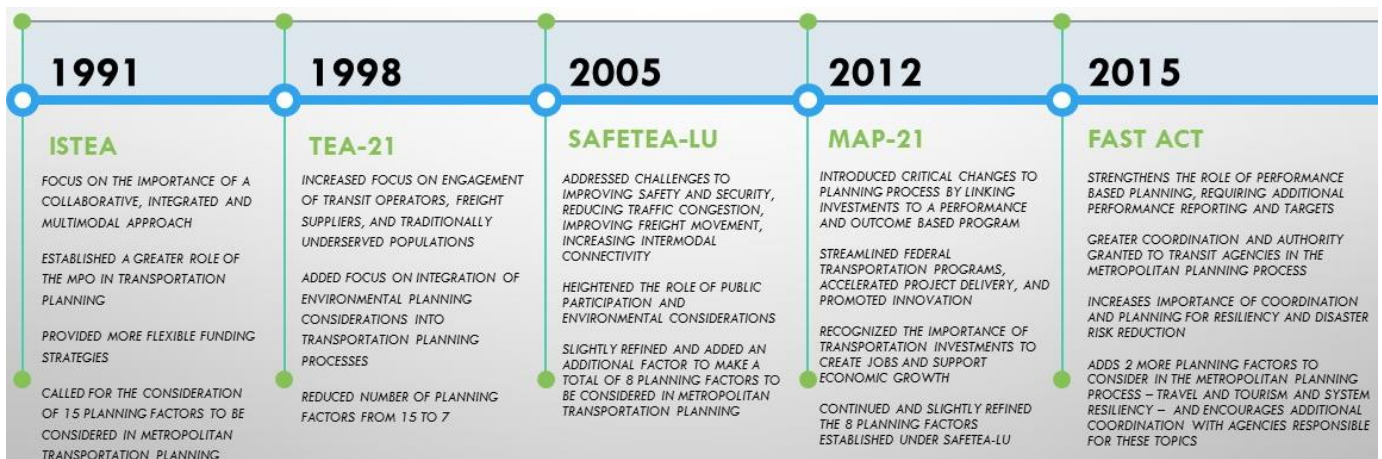 1991
ISTEA
FOCUS ON THE IMPORTANCE OF A
COLLABORATIVE, INTEGRATED AND
MULTIMODAL APPROACH
ESTABLISHED A GREATER ROLE OF
THE MPO IN TRANSPORTATION
PLANNING
PROVIDED MORE FLEXIBLE FUNDING
STRATEGIES
CALLED FOR THE CONSIDERATION
OF 15 PLANNING FACTORS TO BE
CONSIDERED IN METROPOLITAN
TRANSPORTATION PLANNING
1998
TEA-21
INCREASED FOCUS ON ENGAGEMENT
OF TRANSIT OPERATORS, FREIGHT
SUPPLIERS, AND TRADITIONALLY
UNDERSERVED POPULATIONS
ADDED FOCUS ON INTEGRATION OF
ENVIRONMENTAL PLANNING
CONSIDERATIONS INTO
TRANSPORTATION PLANNING
PROCESSES
REDUCED NUMBER OF PLANNING
FACTORS FROM 15 TO 7
2005
SAFETEA-LU
ADDRESSED CHALLENGES TO
IMPROVING SAFETY AND SECURITY,
REDUCING TRAFFIC CONGESTION,
IMPROVING FREIGHT MOVEMENT,
INCREASING INTERMODAL
CONNECTIVITY
HEIGHTENED THE ROLE OF PUBLIC
PARTICIPATION AND
ENVIRONMENTAL CONSIDERATIONS
SLIGHTLY REFINED AND ADDED AN
ADDITIONAL FACTOR TO MAKE A
TOTAL OF 8 PLANNING FACTORS TO
BE CONSIDERED IN METROPOLITAN
TRANSPORTATION PLANNING
2012
MAP-21
INTRODUCED CRITICAL CHANGES TO
PLANNING PROCESS BY LINKING
INVESTMENTS TO A PERFORMANCE
AND OUTCOME BASED PROGRAM
STREAMLINED FEDERAL
TRANSPORTATION PROGRAMS,
ACCELERATED PROJECT DELIVERY, AND
PROMOTED INNOVATION
RECOGNIZED THE IMPORTANCE OF
TRANSPORTATION INVESTMENTS TO
CREATE JOBS AND SUPPORT
ECONOMIC GROWTH
CONTINUED AND SLIGHTLY REFINED
THE 8 PLANNING FACTORS
ESTABLISHED UNDER SAFETEA-LU
2015
FAST ACT
STRENGTHENS THE ROLE OF PERFORMANCE
BASED PLANNING, REQUIRING ADDITIONAL
PERFORMANCE REPORTING AND TARGETS
GREATER COORDINATION AND AUTHORITY
GRANTED TO TRANSIT AGENCIES IN THE
METROPOLITAN PLANNING PROCESS
INCREASES IMPORTANCE OF COORDINATION
AND PLANNING FOR RESILIENCY AND DISASTER
RISK REDUCTION
ADDS 2 MORE PLANNING FACTORS TO
CONSIDER IN THE METROPOLITAN PLANNING
PROCESS – TRAVEL AND TOURISM AND SYSTEM
RESILIENCY – AND ENCOURAGES ADDITIONAL
COORDINATION WITH AGENCIES RESPONSIBLE
FOR THESE TOPICS